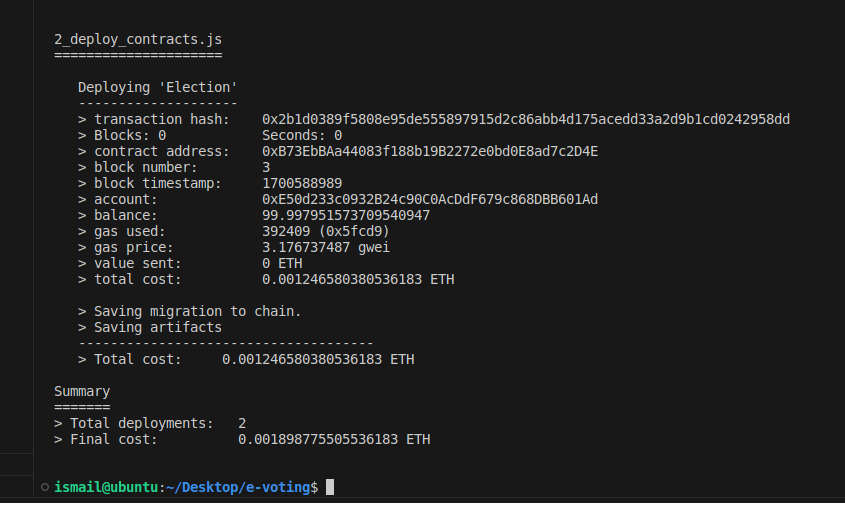 2_deploy_contracts.js
=====================
Deploying 'Election'
--------------------
> transaction hash:    0x2b1d0389f5808e95de555897915d2c86abb4d175acedd33a2d9b1cd0242958dd
> Blocks: 0            Seconds: 0
> contract address:    0xB73EbBAa44083f188b19B2272e0bd0E8ad7c2D4E
> block number:        3
> block timestamp:     1700588989
> account:             0xE50d233c0932B24c90C0AcDdF679c868DBB601Ad
> balance:             99.997951573709540947
> gas used:            392409 (0x5fcd9)
> gas price:           3.176737487 gwei
> value sent:          0 ETH
> total cost:          0.001246580380536183 ETH
> Saving migration to chain.
> Saving artifacts
-------------------------------------
> Total cost:     0.001246580380536183 ETH
Summary
=======
> Total deployments:   2
> Final cost:          0.001898775505536183 ETH
ismail@ubuntu:~/Desktop/e-voting$